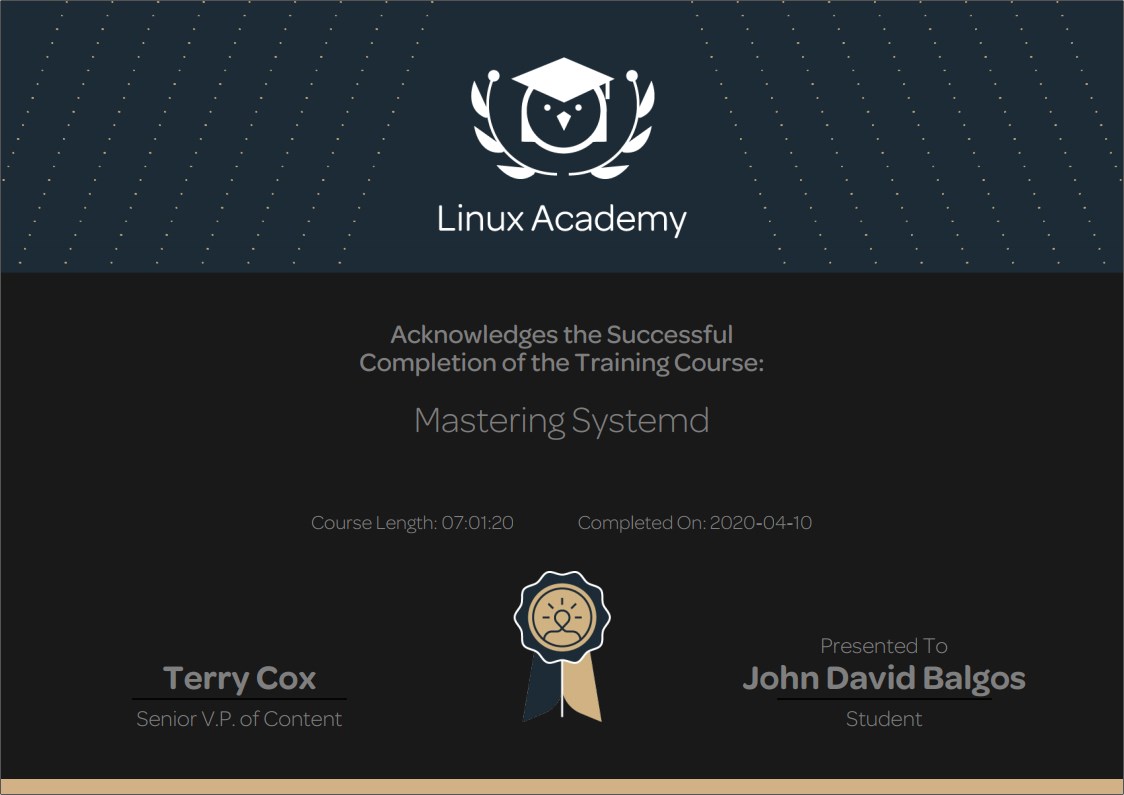 Linux Academy
Acknowledges the Successful
Completion of the Training Course:
Mastering Systemd
Course Length: 07:01:20 Completed On: 2020-04-10
Presented To
Terry Cox John David Balgos
Senior V.P. of Content Student